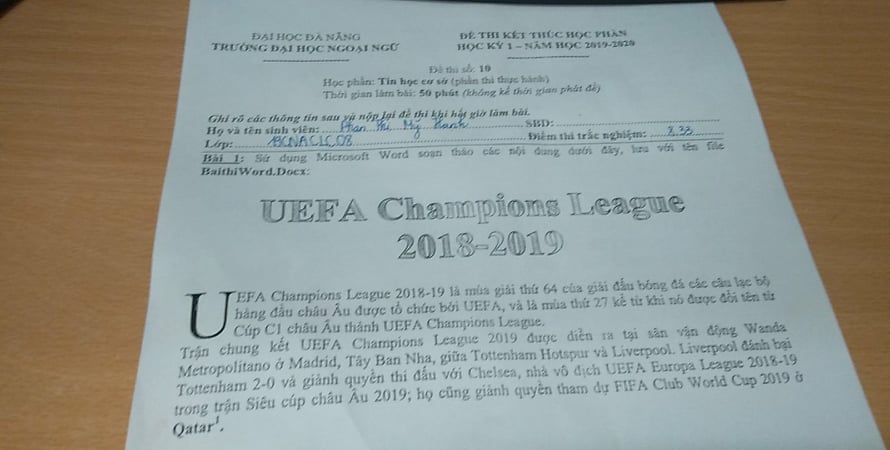 ĐẠI HỌC ĐÀ NẴNG
TRƯỜNG ĐẠI HỌC NGOẠI NGỮ
ĐỀ THI KẾT THÚC HỌC PHẦN
HỌC KỲ 1 – NĂM HỌC 2019-2020
Đề thi số: 10
Học phần: Tin học cơ sở (phần thi thực hành)
Thời gian làm bài: 50 phút (không kể thời gian phát đề)
Ghi rõ các thông tin sau và nộp lại đề thi khi hết giờ làm bài.
Họ và tên sinh viên: Phan Thị Mỹ Hạnh SBD:
Lớp: 19CNACLC08 Điểm thi trắc nghiệm: 8,33
Bài 1: Sử dụng Microsoft Word soạn thảo các nội dung dưới đây, lưu với tên file
BaithiWord.Docx:
UEFA Champions League
2018-2019
UEFA Champions League 2018-19 là mùa giải thứ 64 của giải đấu bóng đá các câu lạc bộ
hàng đầu châu Âu được tổ chức bởi UEFA, và là mùa thứ 27 kể từ khi nó được đổi tên từ
Cúp C1 châu Âu thành UEFA Champions League.
Trận chung kết UEFA Champions League 2019 được diễn ra tại sân vận động Wanda
Metropolitano ở Madrid, Tây Ban Nha, giữa Tottenham Hotspur và Liverpool. Liverpool đánh bại
Tottenham 2-0 và giành quyền thi đấu với Chelsea, nhà vô địch UEFA Europa League 2018-19
trong trận Siêu cúp châu Âu 2019; họ cũng giành quyền tham dự FIFA Club World Cup 2019 ở
Qatar¹.